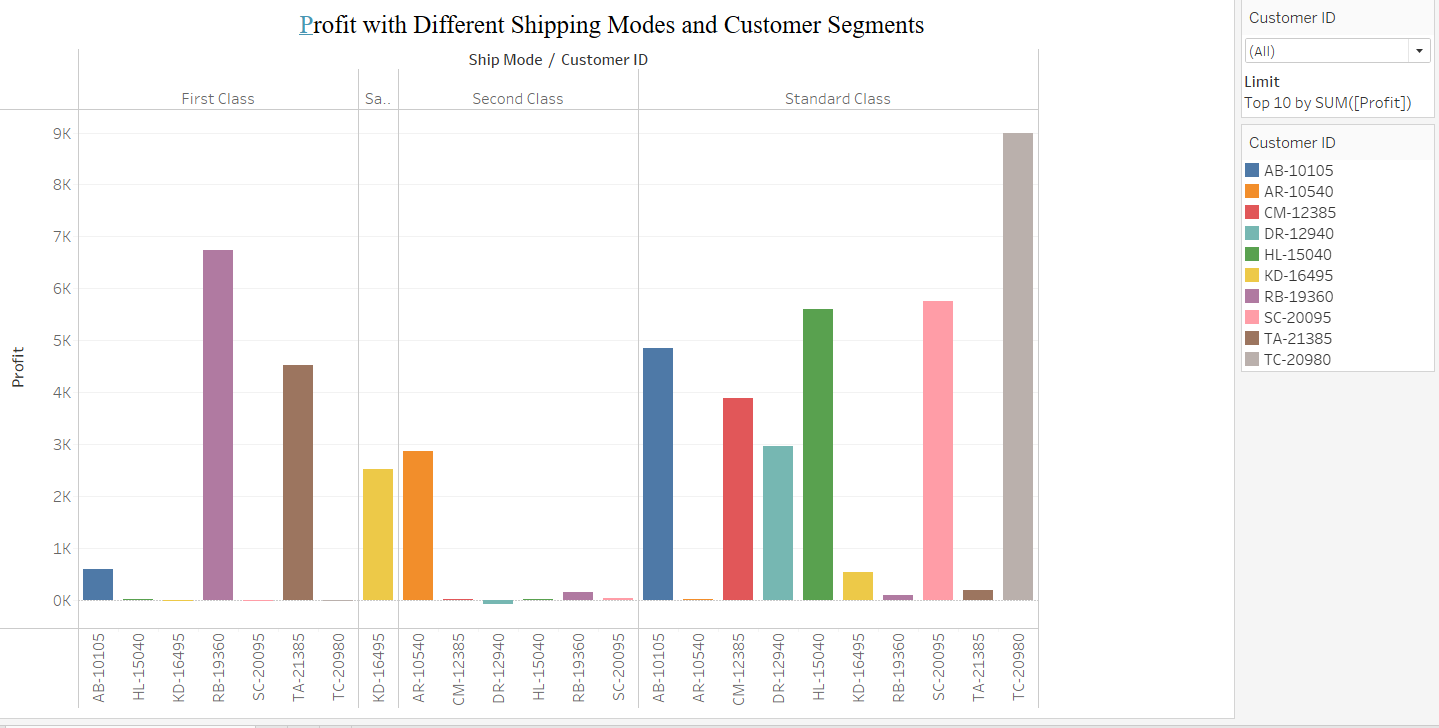 Profit with Different Shipping Modes and Customer Segments
Ship Mode / Customer ID
First Class
Sa..
Second Class
Standard Class
Profit
9K
8K
7K
6K
5K
4K
3K
2K
1K
0K
AB-10105
HL-15040
KD-16495
RB-19360
SC-20095
TA-21385
TC-20980
KD-16495
AR-10540
CM-12385
DR-12940
HL-15040
RB-19360
SC-20095
AB-10105
AR-10540
CM-12385
DR-12940
HL-15040
KD-16495
RB-19360
SC-20095
TA-21385
TC-20980
Customer ID
(All)
Limit
Top 10 by SUM([Profit])
Customer ID
AB-10105
AR-10540
CM-12385
DR-12940
HL-15040
KD-16495
RB-19360
SC-20095
TA-21385
TC-20980